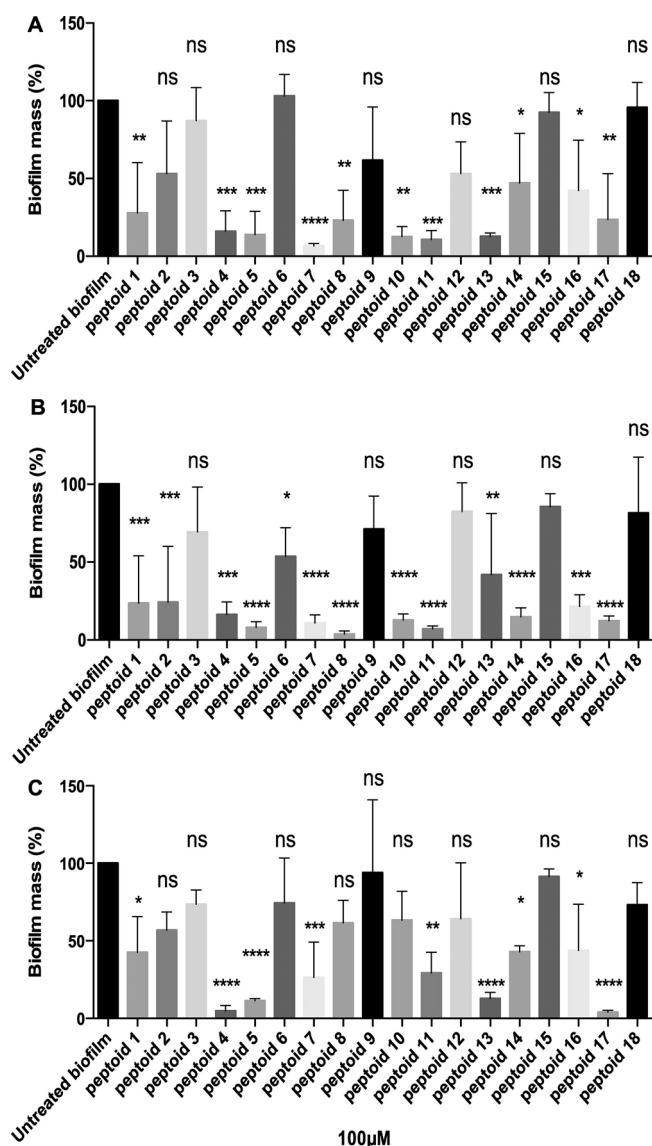 A
150
100
50
0
Biofilm mass (%)
** ns ns *** *** ns **** ** ns ** *** ns *** * ns * ** ns
Untreated biofilm
peptoid 1
peptoid 2
peptoid 3
peptoid 4
peptoid 5
peptoid 6
peptoid 7
peptoid 8
peptoid 9
peptoid 10
peptoid 11
peptoid 12
peptoid 13
peptoid 14
peptoid 15
peptoid 16
peptoid 17
peptoid 18
B
150
100
50
0
Biofilm mass (%)
*** *** ns *** **** * **** **** ns **** **** ns ** **** ns *** **** ns
Untreated biofilm
peptoid 1
peptoid 2
peptoid 3
peptoid 4
peptoid 5
peptoid 6
peptoid 7
peptoid 8
peptoid 9
peptoid 10
peptoid 11
peptoid 12
peptoid 13
peptoid 14
peptoid 15
peptoid 16
peptoid 17
peptoid 18
C
150
100
50
0
Biofilm mass (%)
* ns ns **** **** ns *** ns ns ns ** ns **** * ns * **** ns
Untreated biofilm
peptoid 1
peptoid 2
peptoid 3
peptoid 4
peptoid 5
peptoid 6
peptoid 7
peptoid 8
peptoid 9
peptoid 10
peptoid 11
peptoid 12
peptoid 13
peptoid 14
peptoid 15
peptoid 16
peptoid 17
peptoid 18
100µM